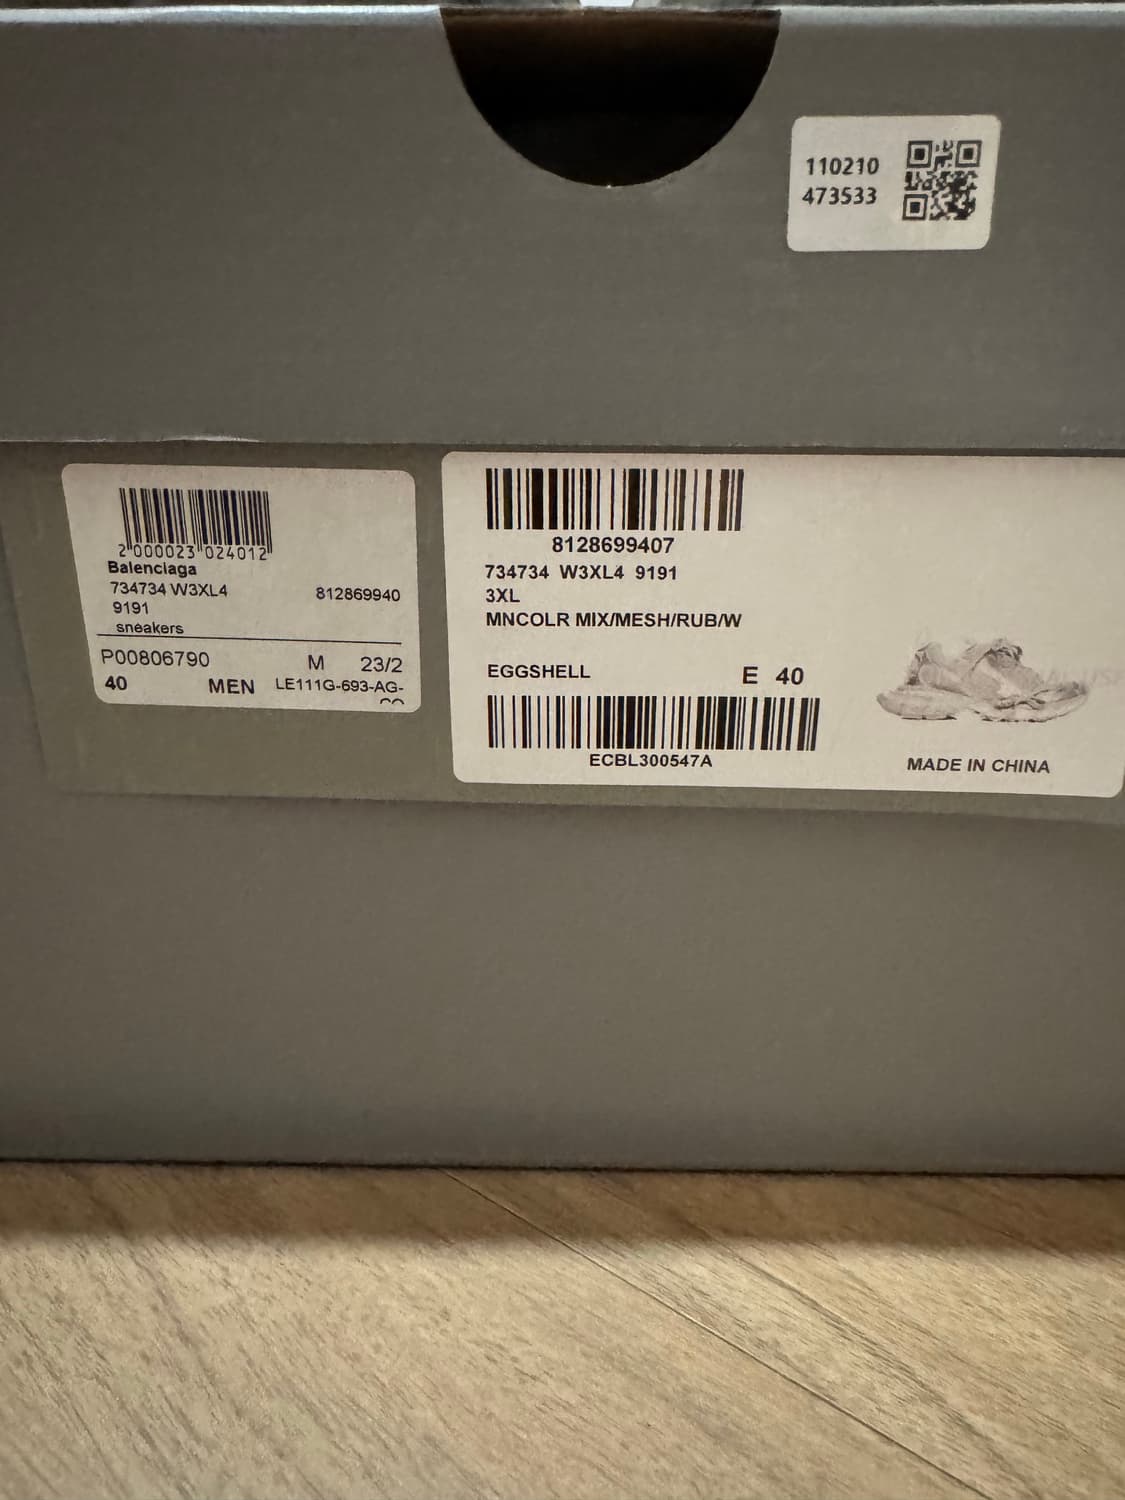 110210
473533
2 000023 024012
Balenciaga
734734 W3XL4 812869940
9191
sneakers
P00806790 M 23/2
40 MEN LE111G-693-AG-
8128699407
734734 W3XL4 9191
3XL
MNCOLR MIX/MESH/RUB/W
EGGSHELL E 40
ECBL300547A
MADE IN CHINA